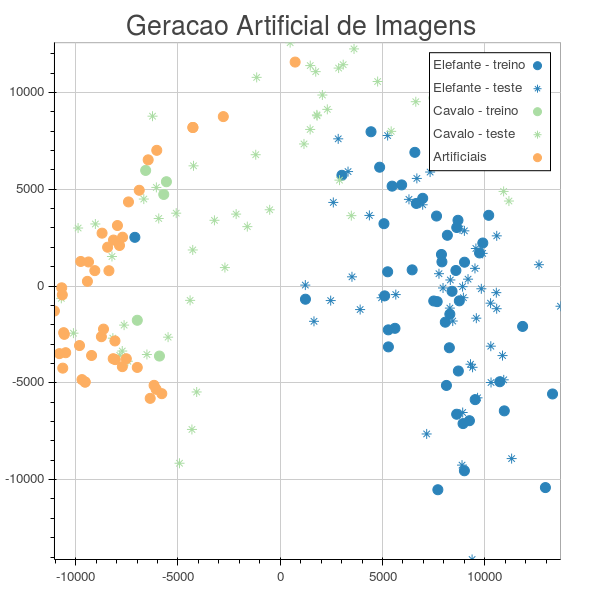 Geracao Artificial de Imagens
Elefante - treino
Elefante - teste
Cavalo - treino
Cavalo - teste
Artificiais
10000
5000
0
-5000
-10000
-10000
-5000
0
5000
10000